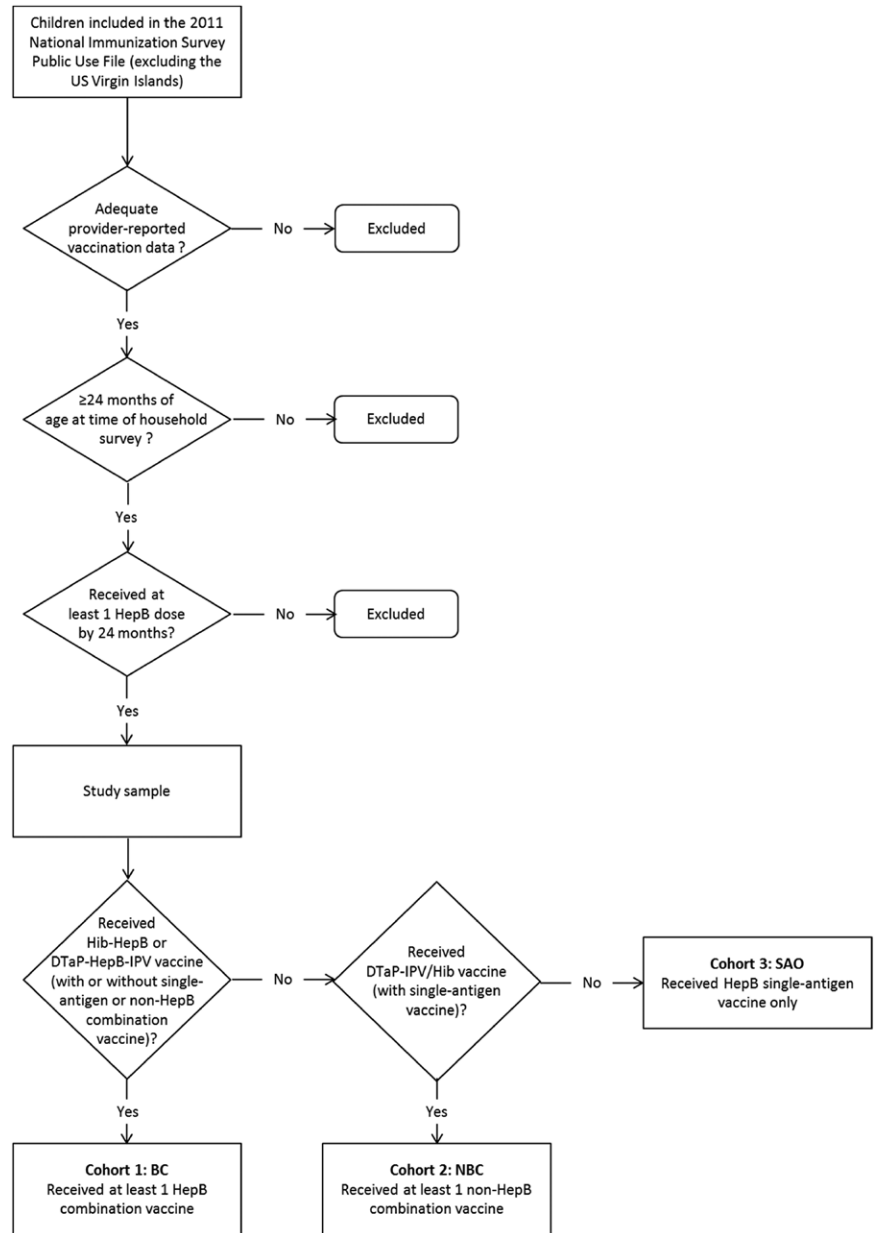 Children included in the 2011
National Immunization Survey
Public Use File (excluding the
US Virgin Islands)
Adequate
provider-reported
vaccination data ?
No
Excluded
Yes
≥24 months of
age at time of household
survey ?
No
Excluded
Yes
Received at
least 1 HepB dose
by 24 months?
No
Excluded
Yes
Study sample
Received
Hib-HepB or
DTaP-HepB-IPV vaccine
(with or without single-
antigen or non-HepB
combination
vaccine)?
No
Received
DTaP-IPV/Hib vaccine
(with single-antigen
vaccine)?
No
Cohort 3: SAO
Received HepB single-antigen
vaccine only
Yes
Yes
Cohort 1: BC
Received at least 1 HepB
combination vaccine
Cohort 2: NBC
Received at least 1 non-HepB
combination vaccine